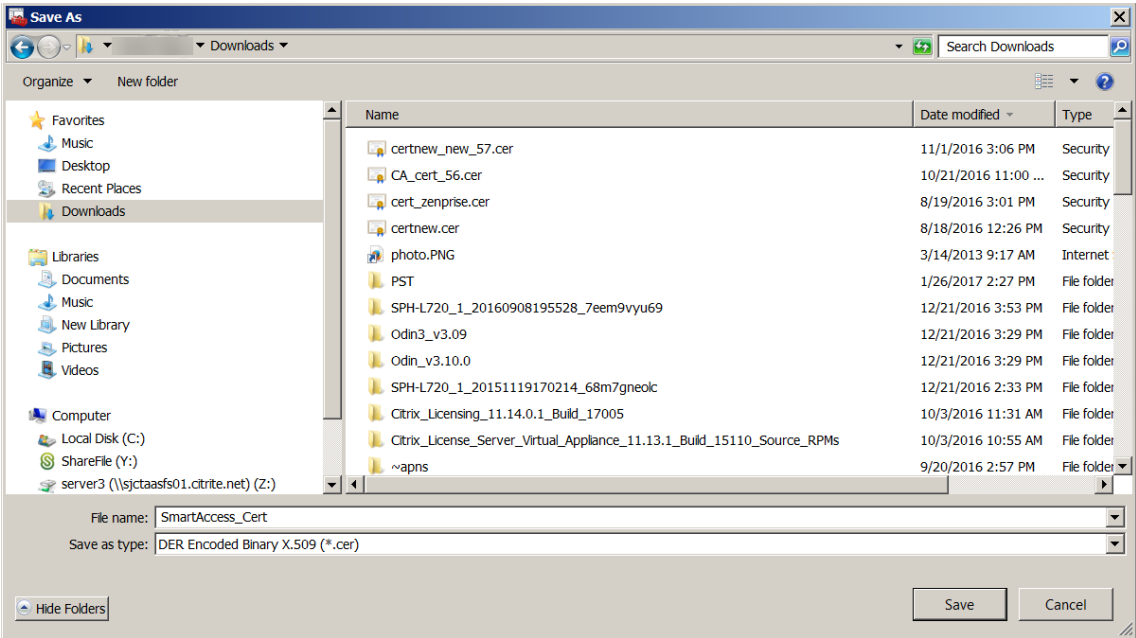 Save As
Downloads
Search Downloads
Organize New folder
Favorites
Music
Desktop
Recent Places
Downloads
Libraries
Documents
Music
New Library
Pictures
Videos
Computer
Local Disk (C:)
ShareFile (Y:)
server3 (\\sjctaasfs01.citrite.net) (Z:)
Name Date modified Type
certnew_new_57.cer 11/1/2016 3:06 PM Security
CA_cert_56.cer 10/21/2016 11:00 ... Security
cert_zenprise.cer 8/19/2016 3:01 PM Security
certnew.cer 8/18/2016 12:26 PM Security
photo.PNG 3/14/2013 9:17 AM Internet
PST 1/26/2017 2:27 PM File folder
SPH-L720_1_20160908195528_7eem9vyu69 12/21/2016 3:53 PM File folder
Odin3_v3.09 12/21/2016 3:29 PM File folder
Odin_v3.10.0 12/21/2016 3:29 PM File folder
SPH-L720_1_20151119170214_68m7gneolc 12/21/2016 2:33 PM File folder
Citrix_Licensing_11.14.0.1_Build_17005 10/3/2016 11:31 AM File folder
Citrix_License_Server_Virtual_Appliance_11.13.1_Build_15110_Source_RPMs 10/3/2016 10:55 AM File folder
~apns 9/20/2016 2:57 PM File folder
File name: SmartAccess_Cert
Save as type: DER Encoded Binary X.509 (*.cer)
Hide Folders Save Cancel